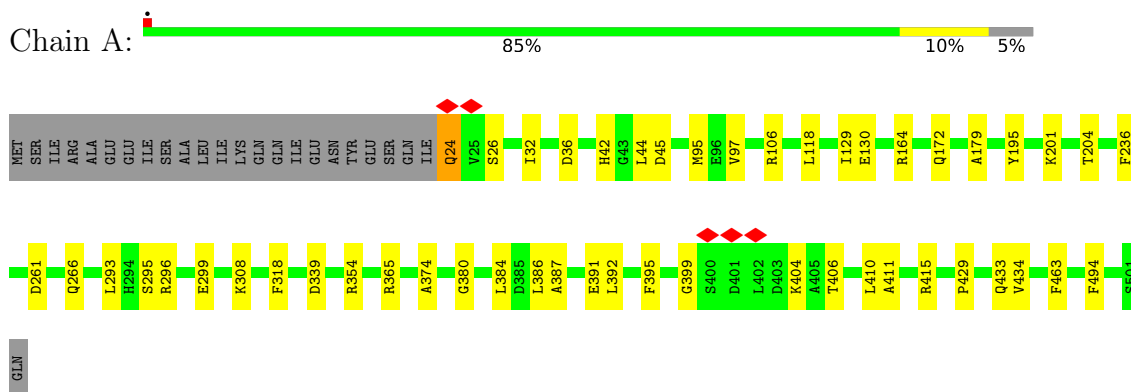 Chain A:
85% 10% 5%
MET SER ILE ARG ALA GLU GLU ILE SER ALA LEU ILE LYS GLN GLN ILE GLU ASN TYR GLU SER GLN ILE Q24 V25 S26 I32 D36 H42 G43 L44 D45 M95 E96 V97 R106 L118 I129 E130 R164 Q172 A179 Y195 K201 T204 F236
D261 Q266 L293 H294 S295 R296 E299 K308 F318 D339 R354 R365 A374 G380 L384 D385 L386 A387 E391 L392 F395 G399 S400 D401 L402 D403 K404 A405 T406 L410 A411 R415 P429 Q433 V434 F463 F494 S501
GLN